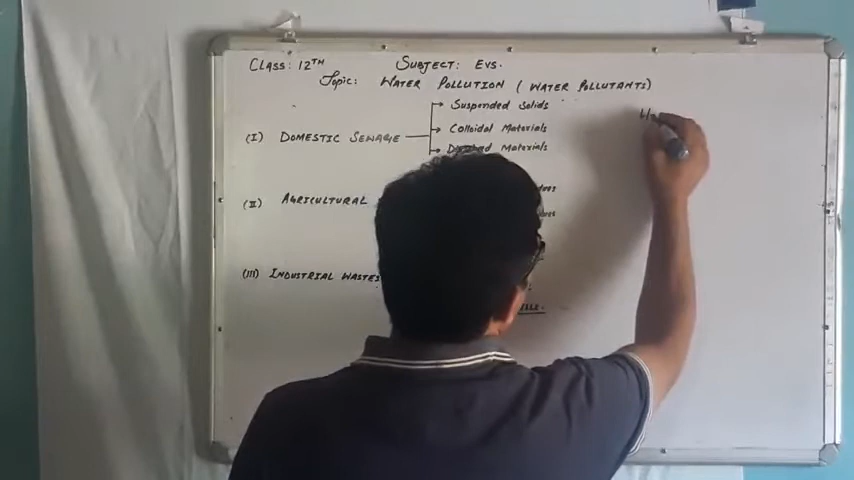 CLASS: 12TH SUBJECT: EVS.
Topic: WATER POLLUTION ( WATER POLLUTANTS)
Suspended Solids
(I) DOMESTIC SEWAGE Colloidal Materials
Materials
(II) AGRICULTURAL
(III) INDUSTRIAL WASTES